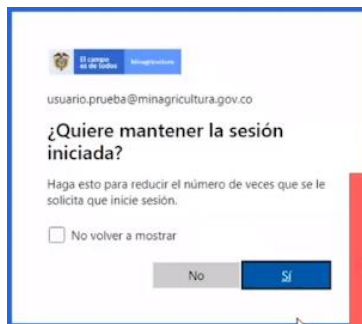 El campo
es de todos
Minagricultura
usuario.prueba@minagricultura.gov.co
¿Quiere mantener la sesión
iniciada?
Haga esto para reducir el número de veces que se le
solicita que inicie sesión.
No volver a mostrar
No
Sí